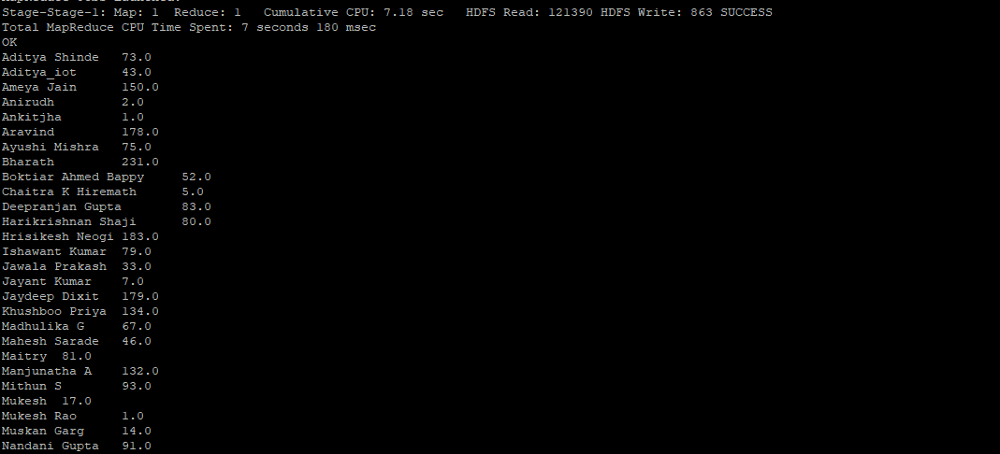 Stage-Stage-1: Map: 1  Reduce: 1   Cumulative CPU: 7.18 sec   HDFS Read: 121390 HDFS Write: 863 SUCCESS
Total MapReduce CPU Time Spent: 7 seconds 180 msec
OK
Aditya Shinde   73.0
Aditya_iot      43.0
Ameya Jain      150.0
Anirudh         2.0
Ankitjha        1.0
Aravind         178.0
Ayushi Mishra   75.0
Bharath         231.0
Boktiar Ahmed Bappy     52.0
Chaitra K Hiremath      5.0
Deepranjan Gupta        83.0
Harikrishnan Shaji      80.0
Hrisikesh Neogi 183.0
Ishawant Kumar  79.0
Jawala Prakash  33.0
Jayant Kumar    7.0
Jaydeep Dixit   179.0
Khushboo Priya  134.0
Madhulika G     67.0
Mahesh Sarade   46.0
Maitry  81.0
Manjunatha A    132.0
Mithun S        93.0
Mukesh  17.0
Mukesh Rao      1.0
Muskan Garg     14.0
Nandani Gupta   91.0